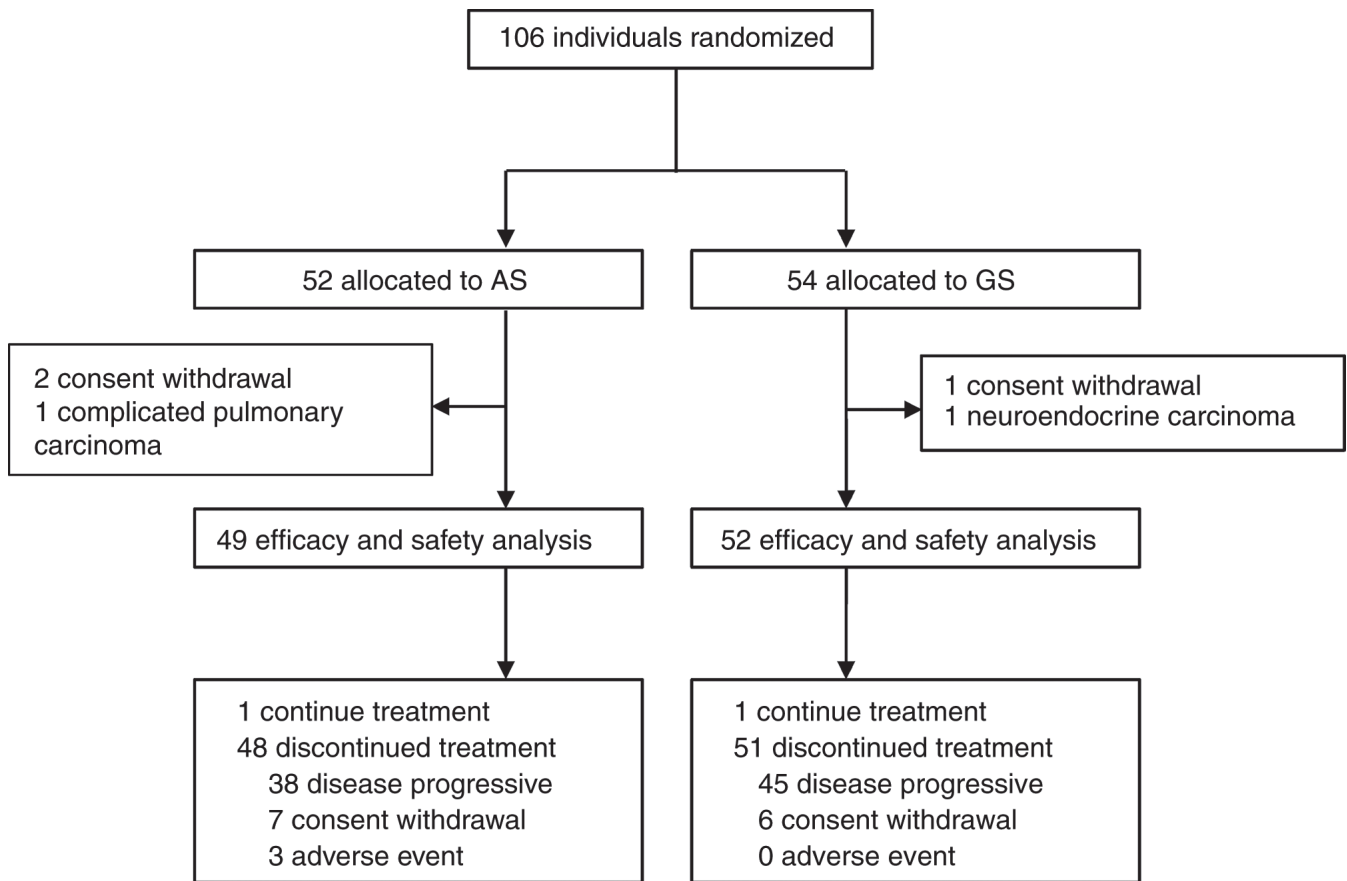 106 individuals randomized
52 allocated to AS
54 allocated to GS
2 consent withdrawal
1 complicated pulmonary
carcinoma
1 consent withdrawal
1 neuroendocrine carcinoma
49 efficacy and safety analysis
52 efficacy and safety analysis
1 continue treatment
48 discontinued treatment
38 disease progressive
7 consent withdrawal
3 adverse event
1 continue treatment
51 discontinued treatment
45 disease progressive
6 consent withdrawal
0 adverse event